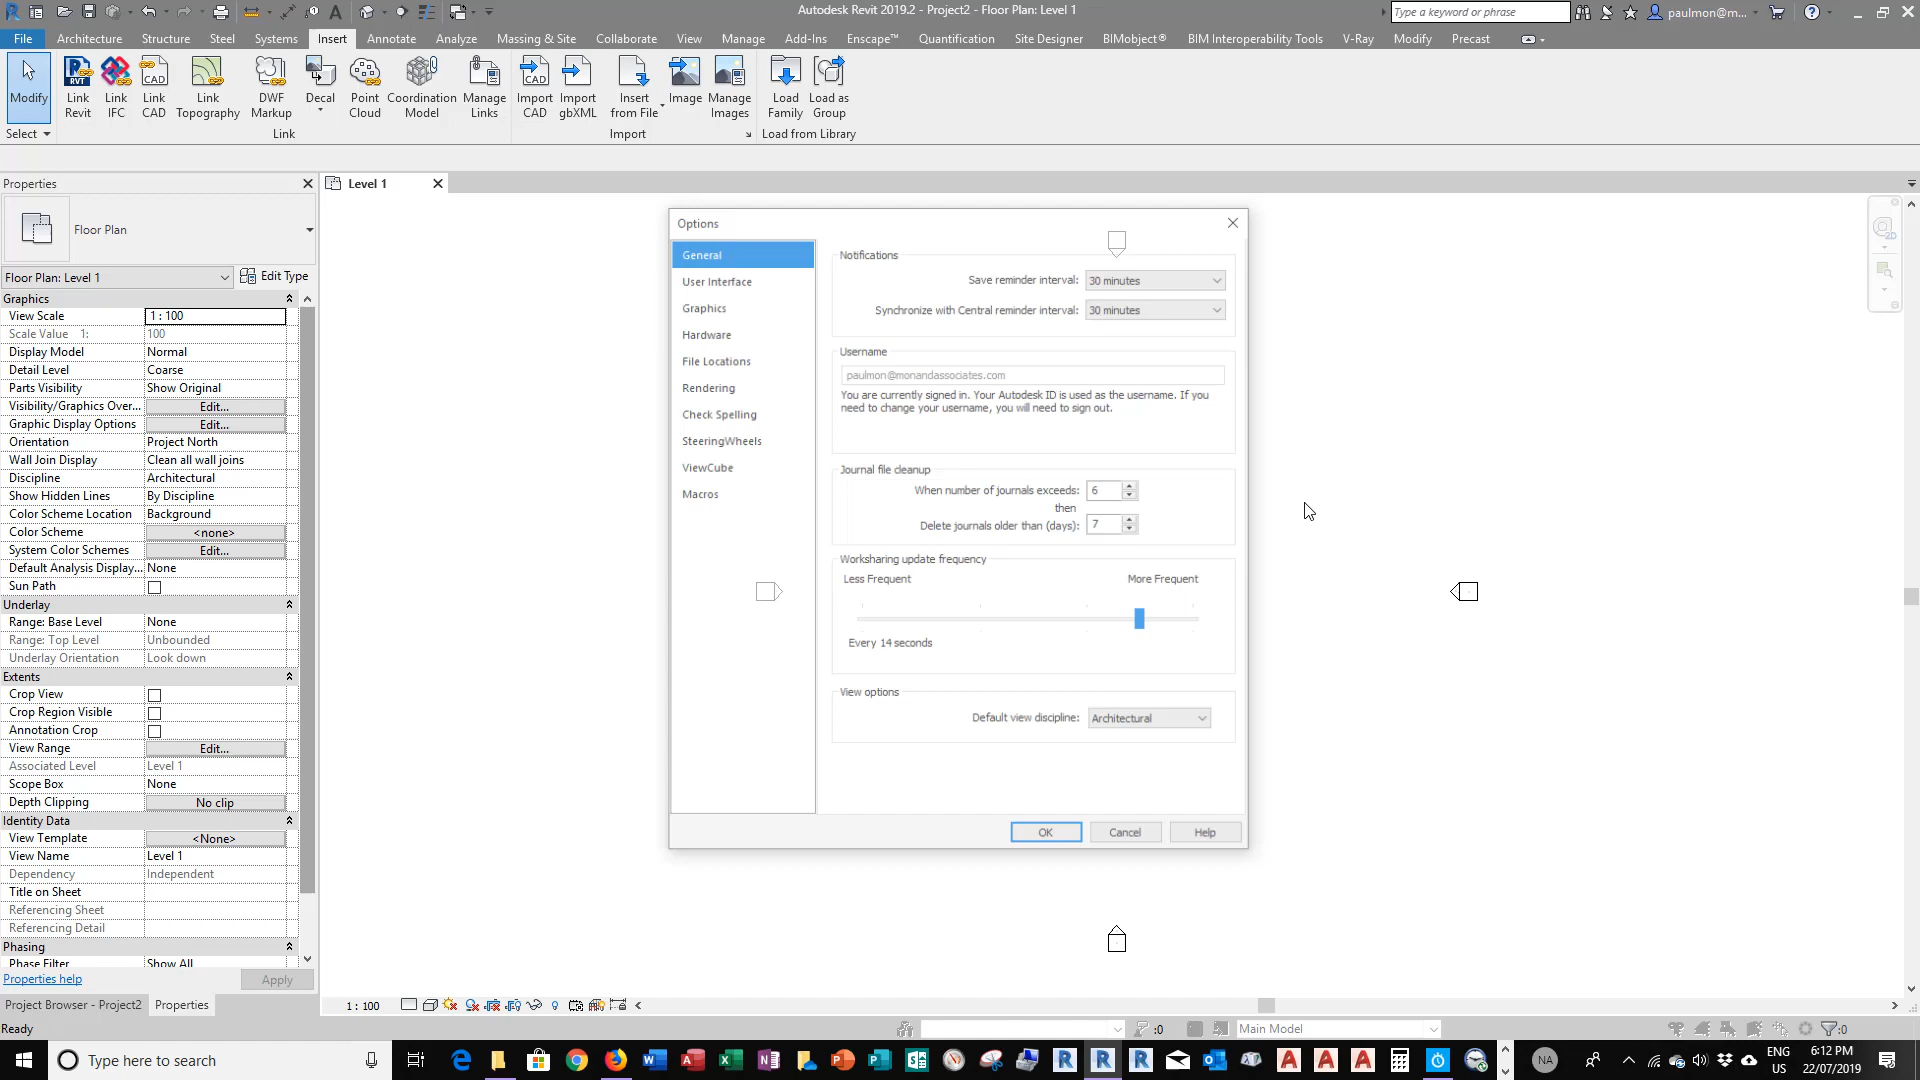 Autodesk Revit 2019.2 - Project2 - Floor Plan: Level 1
Type a keyword or phrase
paulmon@m...
File Architecture Structure Steel Systems Insert Annotate Analyze Massing & Site Collaborate View Manage Add-Ins Enscape™ Quantification Site Designer BIMobject® BIM Interoperability Tools V-Ray Modify Precast
Modify
Link Revit
Link IFC
Link CAD
Link Topography
DWF Markup
Decal
Point Cloud
Coordination Model
Manage Links
Import CAD
Import gbXML
Insert from File
Image
Manage Images
Load Family
Load as Group
Select
Link
Import
Load from Library
Properties
Level 1
Floor Plan
Floor Plan: Level 1
Edit Type
Graphics
View Scale 1 : 100
Scale Value 1: 100
Display Model Normal
Detail Level Coarse
Parts Visibility Show Original
Visibility/Graphics Over... Edit...
Graphic Display Options Edit...
Orientation Project North
Wall Join Display Clean all wall joins
Discipline Architectural
Show Hidden Lines By Discipline
Color Scheme Location Background
Color Scheme <none>
System Color Schemes Edit...
Default Analysis Display... None
Sun Path
Underlay
Range: Base Level None
Range: Top Level Unbounded
Underlay Orientation Look down
Extents
Crop View
Crop Region Visible
Annotation Crop
View Range Edit...
Associated Level Level 1
Scope Box None
Depth Clipping No clip
Identity Data
View Template <None>
View Name Level 1
Dependency Independent
Title on Sheet
Referencing Sheet
Referencing Detail
Phasing
Phase Filter Show All
Properties help
Apply
Project Browser - Project2 Properties
Options
General
User Interface
Graphics
Hardware
File Locations
Rendering
Check Spelling
SteeringWheels
ViewCube
Macros
Notifications
Save reminder interval: 30 minutes
Synchronize with Central reminder interval: 30 minutes
Username
paulmon@monandassociates.com
You are currently signed in. Your Autodesk ID is used as the username. If you
need to change your username, you will need to sign out.
Journal file cleanup
When number of journals exceeds: 6
then
Delete journals older than (days): 7
Worksharing update frequency
Less Frequent More Frequent
Every 14 seconds
View options
Default view discipline: Architectural
OK Cancel Help
2D
1 : 100
Ready
:0
Main Model
:0
Type here to search
NA
ENG
US
6:12 PM
22/07/2019